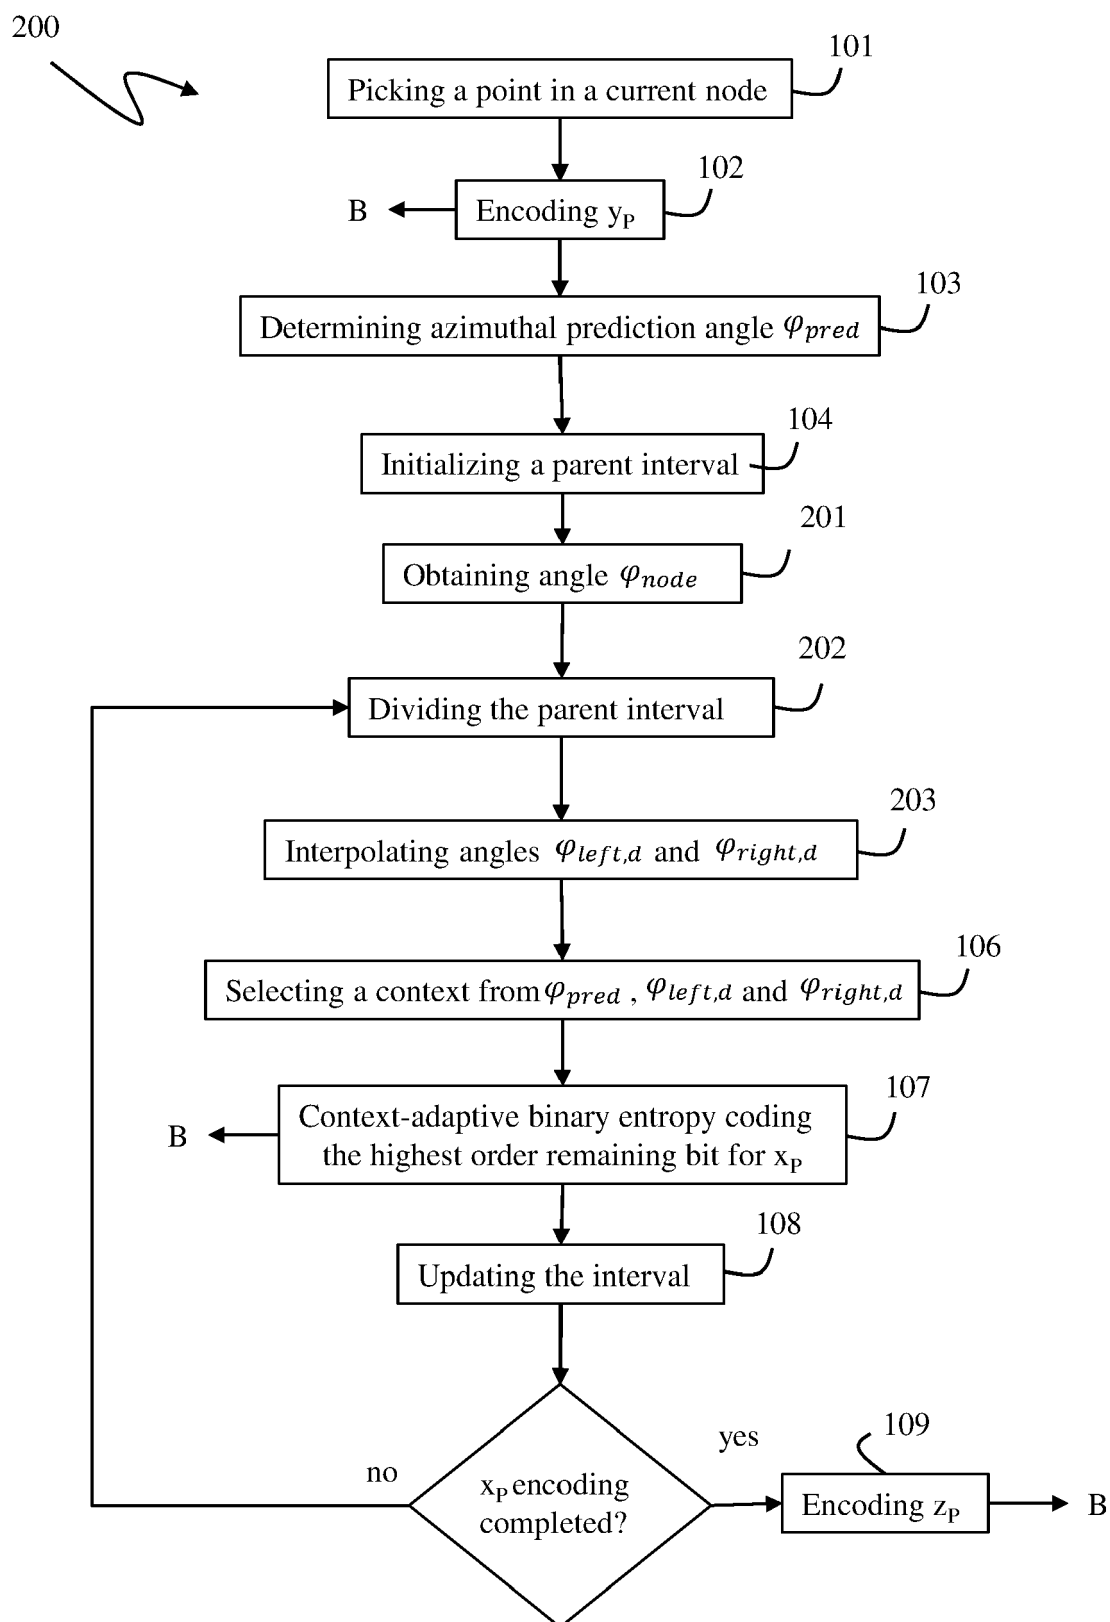 200
101
Picking a point in a current node
102
B
Encoding yP
103
Determining azimuthal prediction angle φpred
104
Initializing a parent interval
201
Obtaining angle φnode
202
Dividing the parent interval
203
Interpolating angles φleft,d and φright,d
106
Selecting a context from φpred , φleft,d and φright,d
107
Context-adaptive binary entropy coding
B
the highest order remaining bit for xP
108
Updating the interval
109
yes
no
xP encoding
completed?
Encoding zP
B